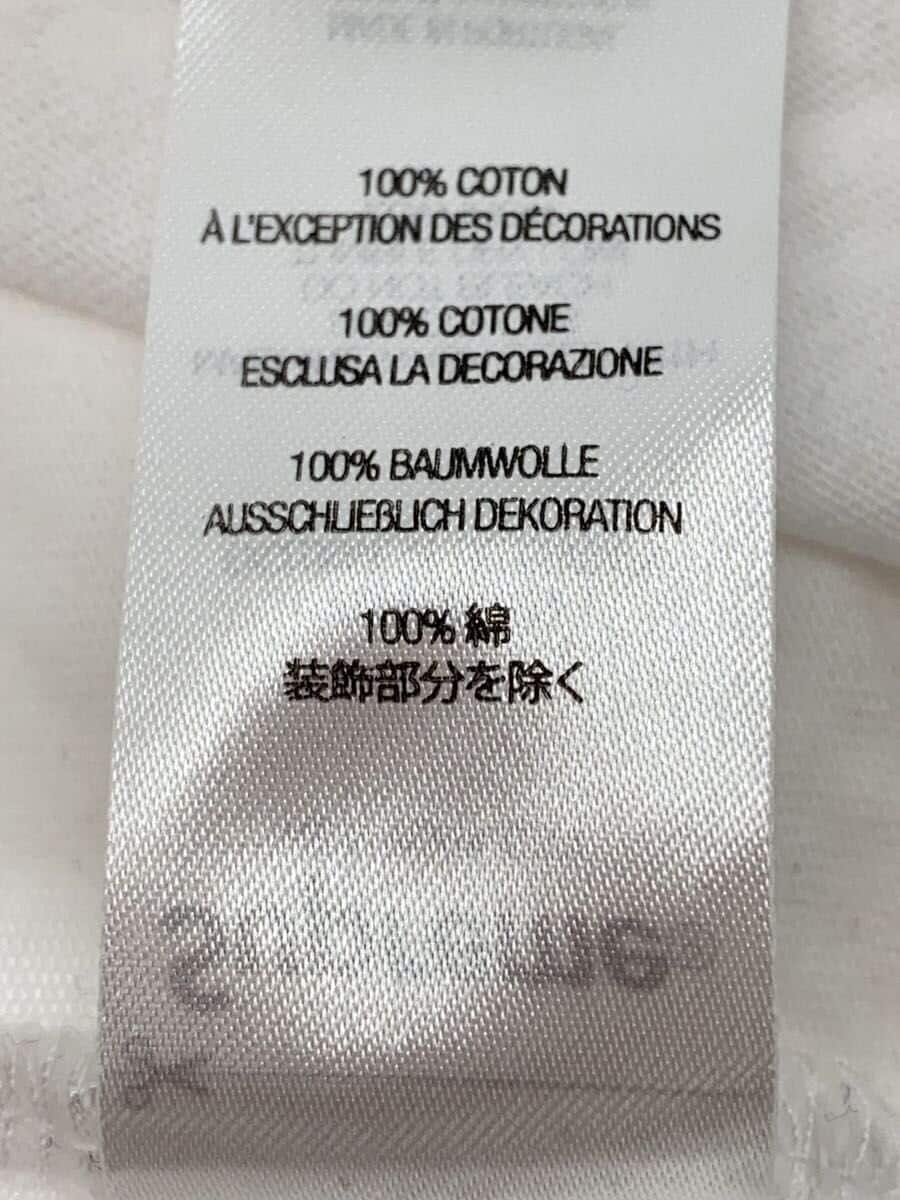 100% COTON
À L'EXCEPTION DES DÉCORATIONS
100% COTONE
ESCLUSA LA DECORAZIONE
100% BAUMWOLLE
AUSSCHLIEßLICH DEKORATION
100% 綿
装飾部分を除く